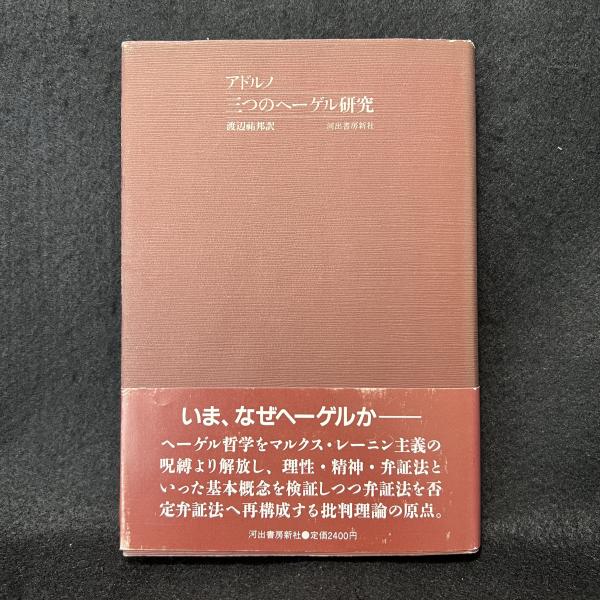 アドルノ
三つのヘーゲル研究
渡辺祐邦訳 河出書房新社
いま、なぜヘーゲルか――
ヘーゲル哲学をマルクス・レーニン主義の
呪縛より解放し、理性・精神・弁証法と
いった基本概念を検証しつつ弁証法を否
定弁証法へ再構成する批判理論の原点。
河出書房新社●定価2400円